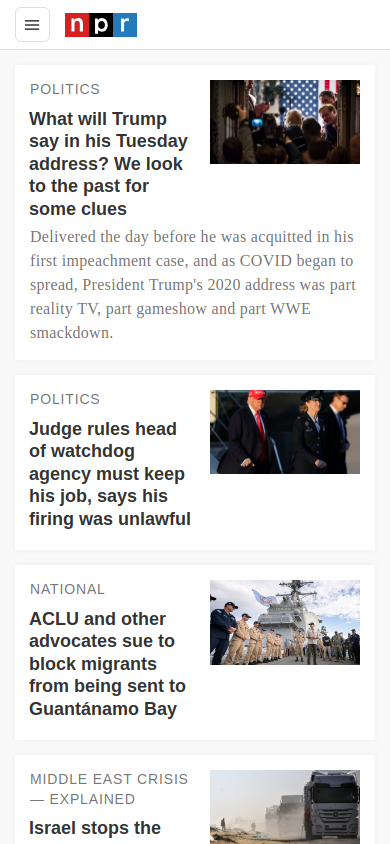 npr
POLITICS
What will Trump
say in his Tuesday
address? We look
to the past for
some clues
Delivered the day before he was acquitted in his
first impeachment case, and as COVID began to
spread, President Trump's 2020 address was part
reality TV, part gameshow and part WWE
smackdown.
POLITICS
Judge rules head
of watchdog
agency must keep
his job, says his
firing was unlawful
NATIONAL
ACLU and other
advocates sue to
block migrants
from being sent to
Guantánamo Bay
MIDDLE EAST CRISIS
— EXPLAINED
Israel stops the